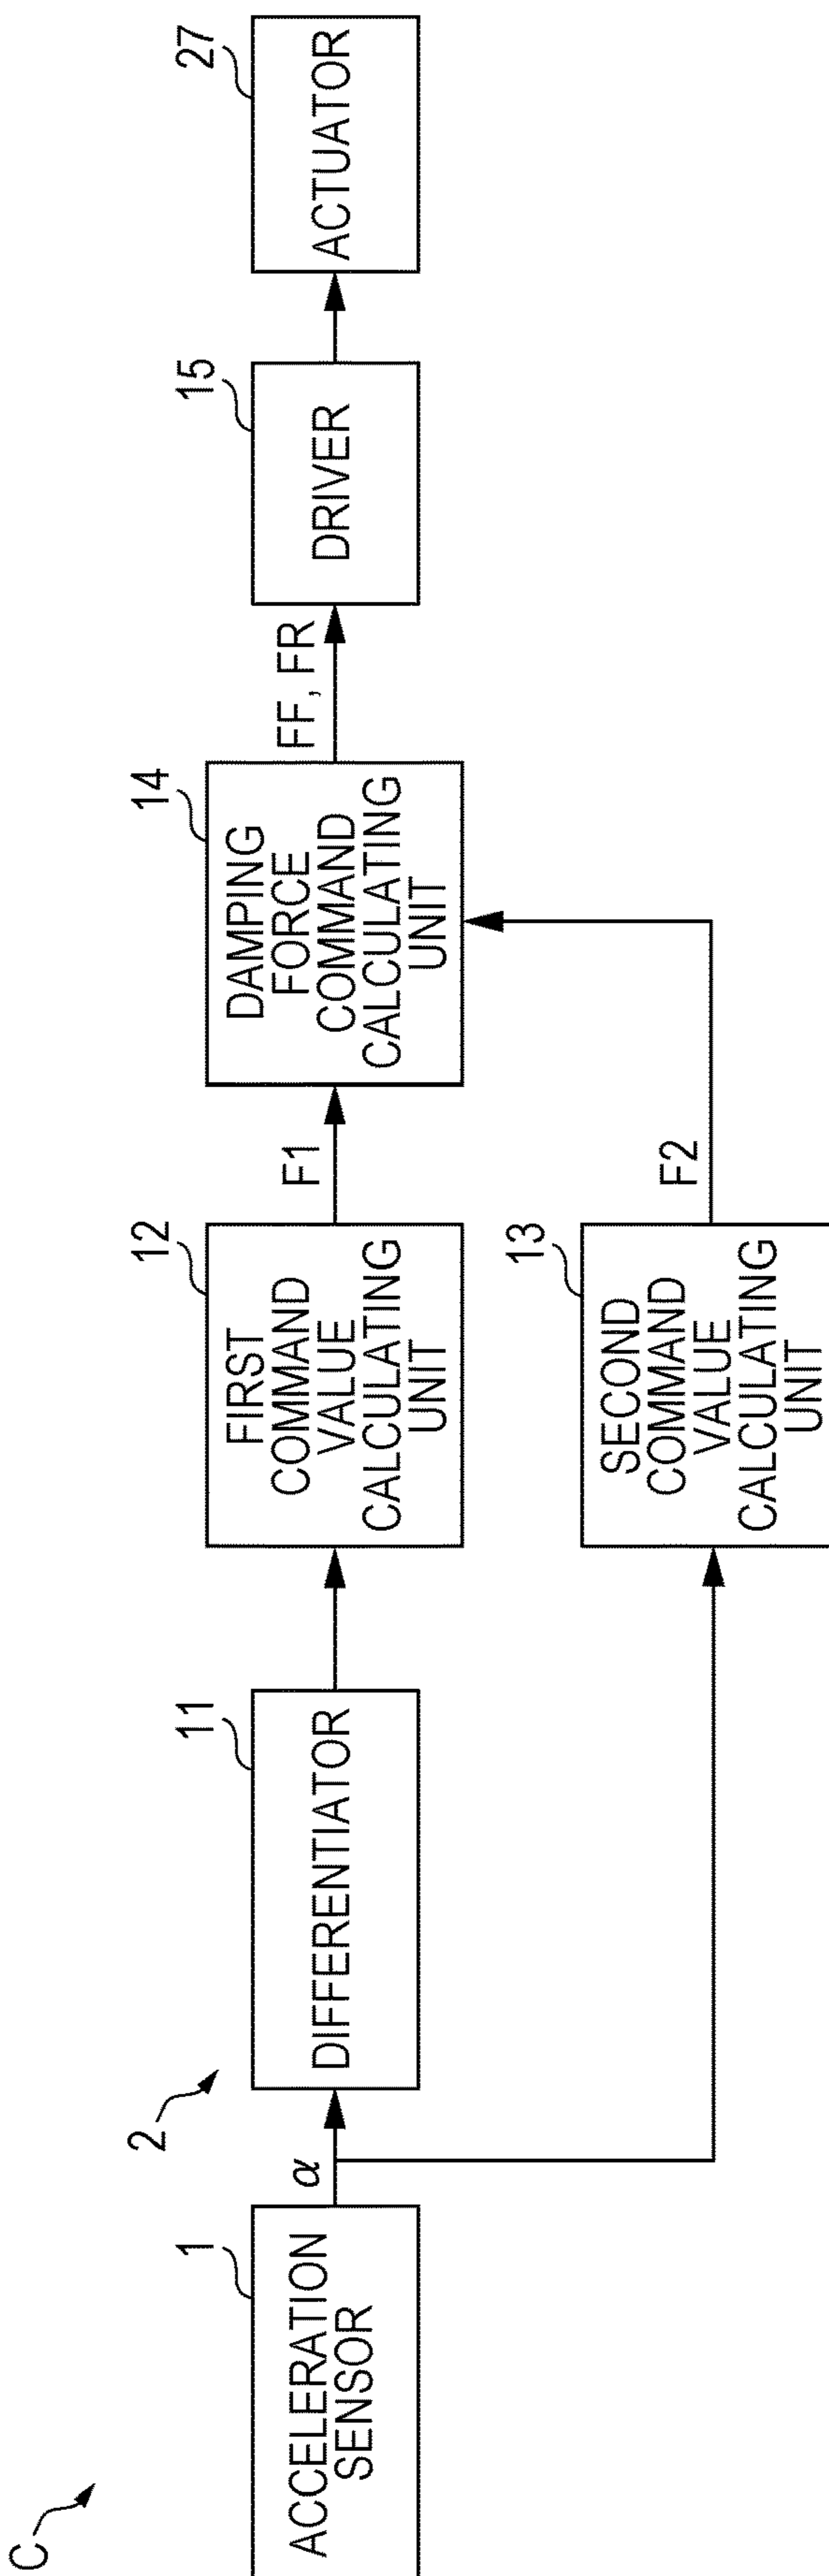 C
1
ACCELERATION
SENSOR
α
2
11
DIFFERENTIATOR
12
FIRST
COMMAND
VALUE
CALCULATING
UNIT
F1
13
SECOND
COMMAND
VALUE
CALCULATING
UNIT
F2
14
DAMPING
FORCE
COMMAND
CALCULATING
UNIT
FF, FR
15
DRIVER
27
ACTUATOR